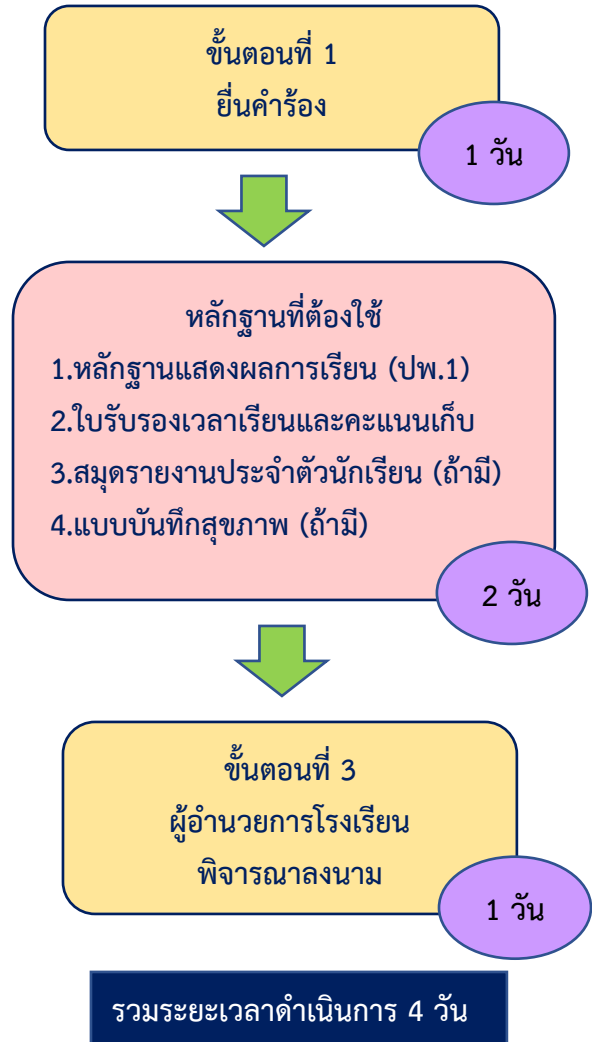 ขั้นตอนที่ 1
ยื่นคำร้อง
1 วัน
หลักฐานที่ต้องใช้
1.หลักฐานแสดงผลการเรียน (ปพ.1)
2.ใบรับรองเวลาเรียนและคะแนนเก็บ
3.สมุดรายงานประจำตัวนักเรียน (ถ้ามี)
4.แบบบันทึกสุขภาพ (ถ้ามี)
2 วัน
ขั้นตอนที่ 3
ผู้อำนวยการโรงเรียน
พิจารณาลงนาม
1 วัน
รวมระยะเวลาดำเนินการ 4 วัน